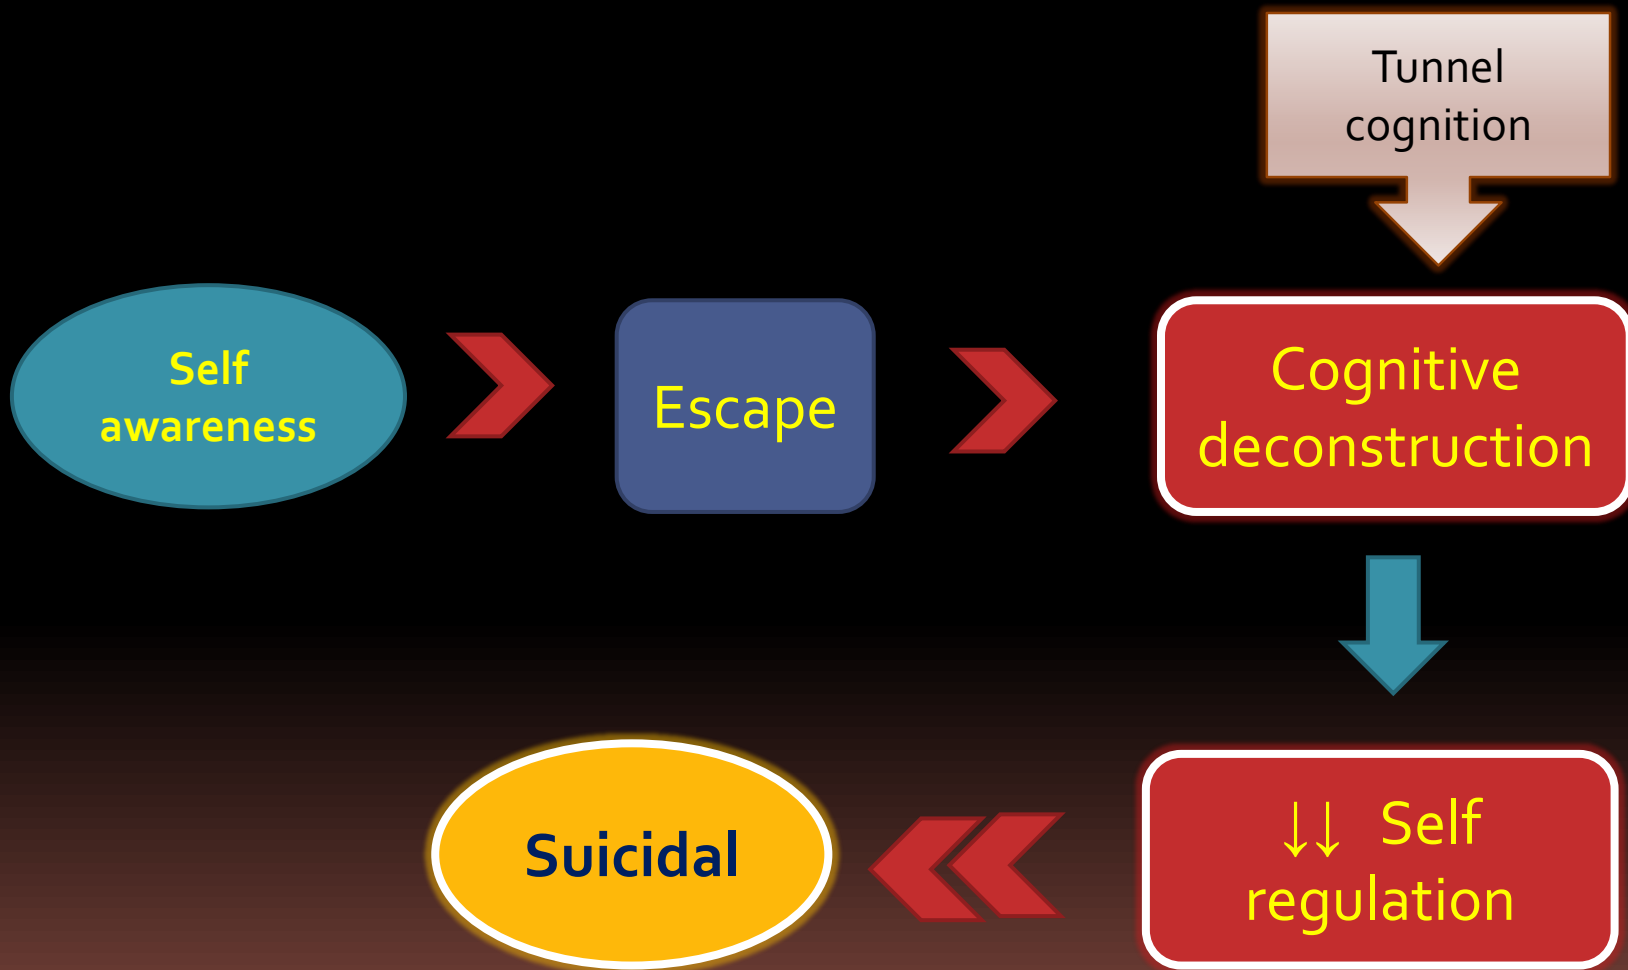 Tunnel
cognition
Self
awareness
Escape
Cognitive
deconstruction
Suicidal
↓↓ Self
regulation